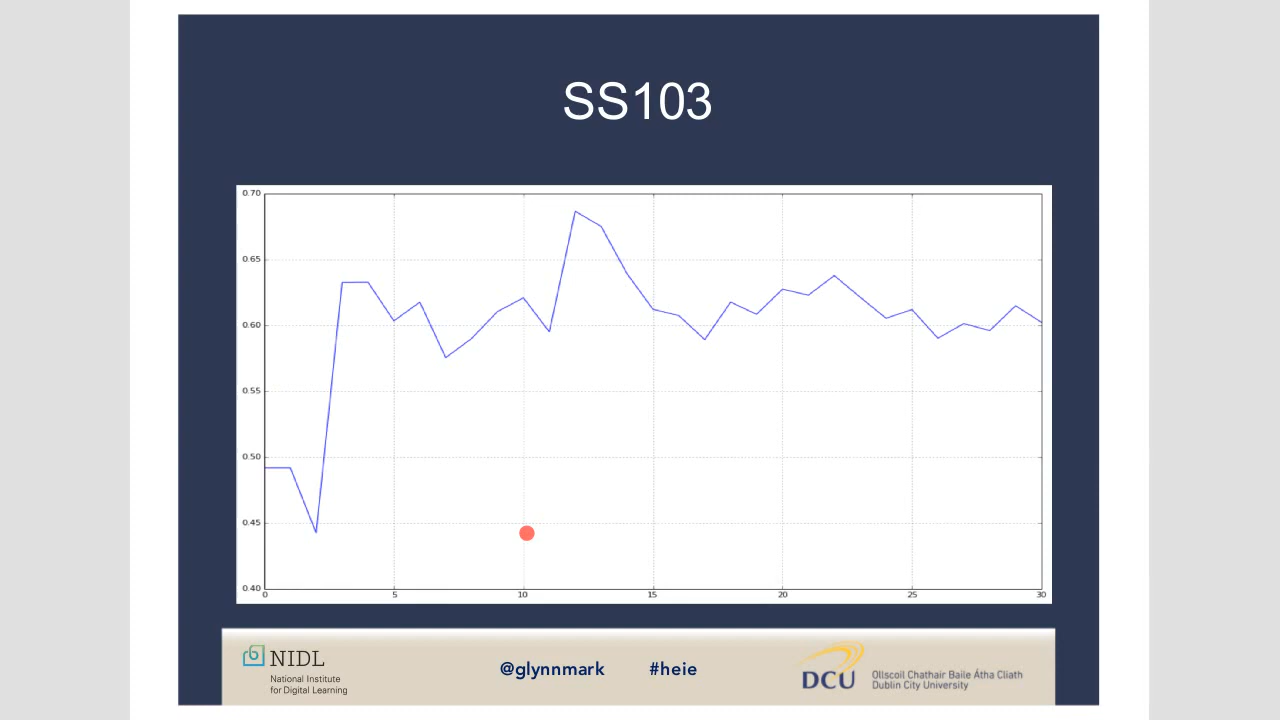 SS103
0.70
0.65
0.60
0.55
0.50
0.45
0.40
0 5 10 15 20 25 30
NIDL
National Institute
for Digital Learning
@glynnmark #heie
DCU
Ollscoil Chathair Baile Átha Cliath
Dublin City University